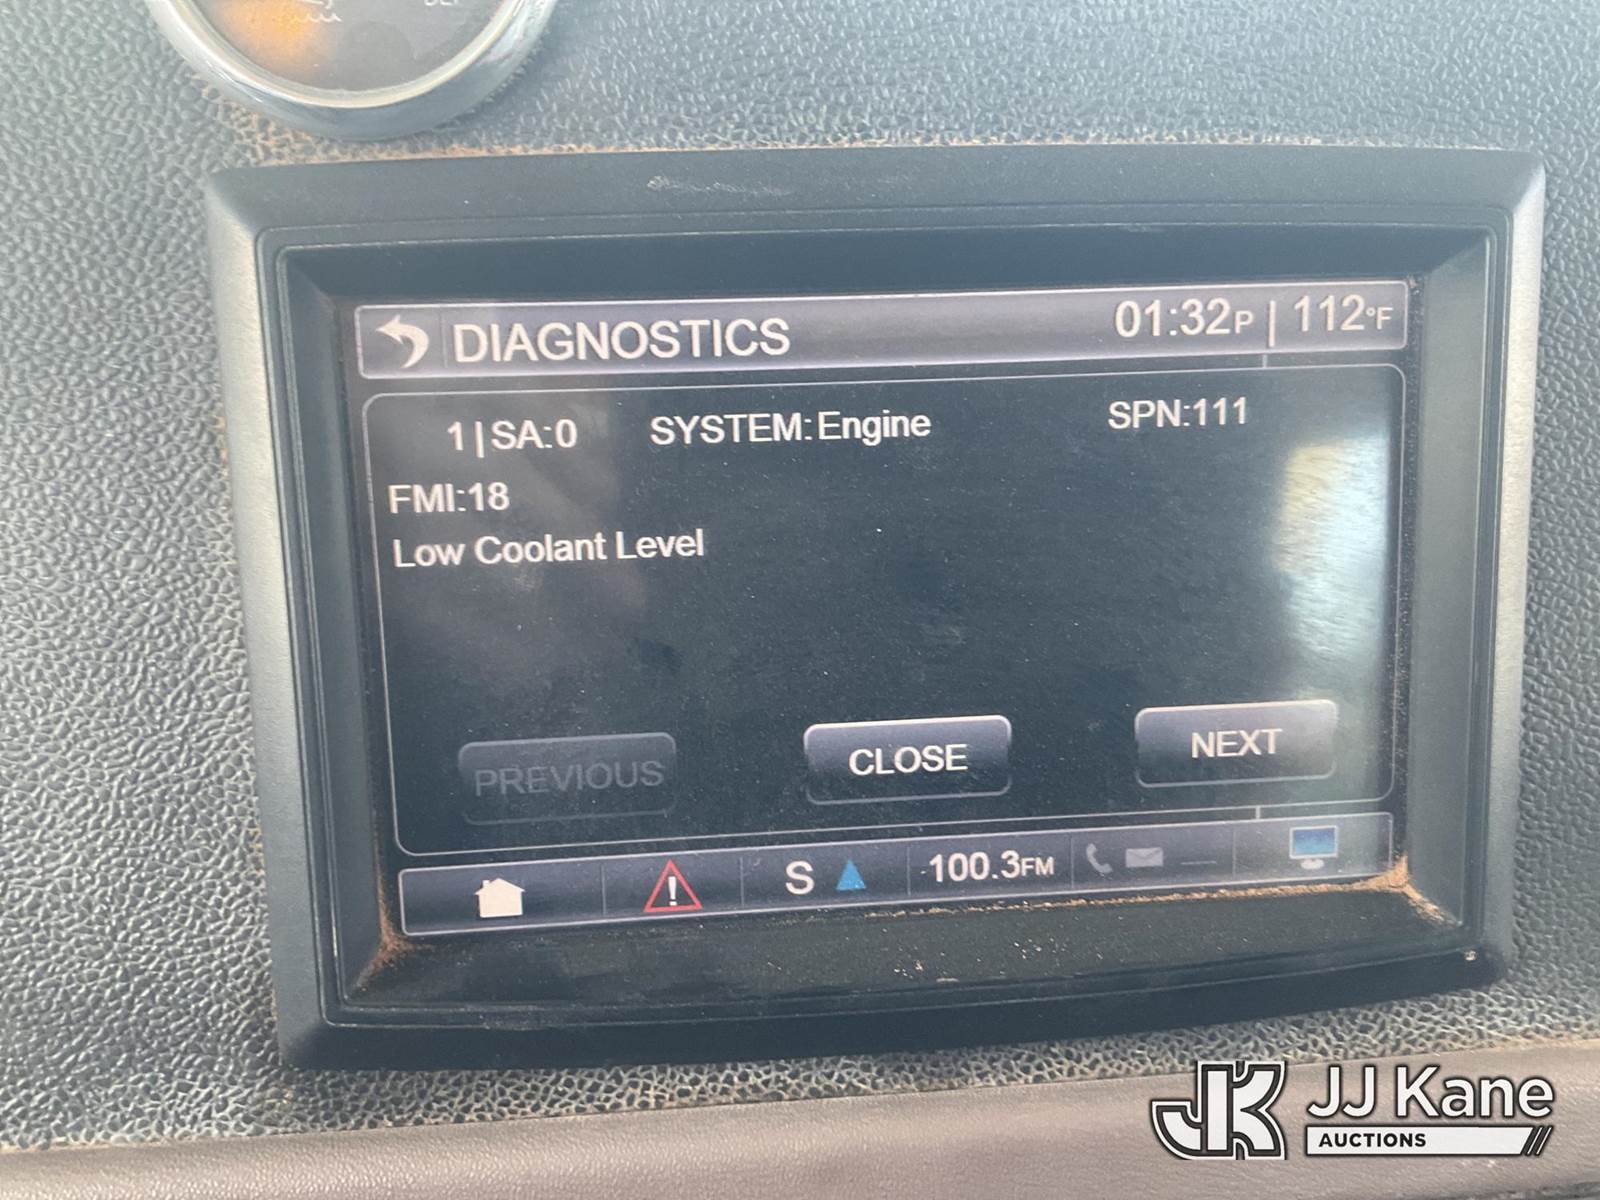 DIAGNOSTICS 01:32P | 112°F
1 | SA:0 SYSTEM: Engine SPN:111
FMI:18
Low Coolant Level
PREVIOUS CLOSE NEXT
S 100.3FM
JK JJ Kane
AUCTIONS